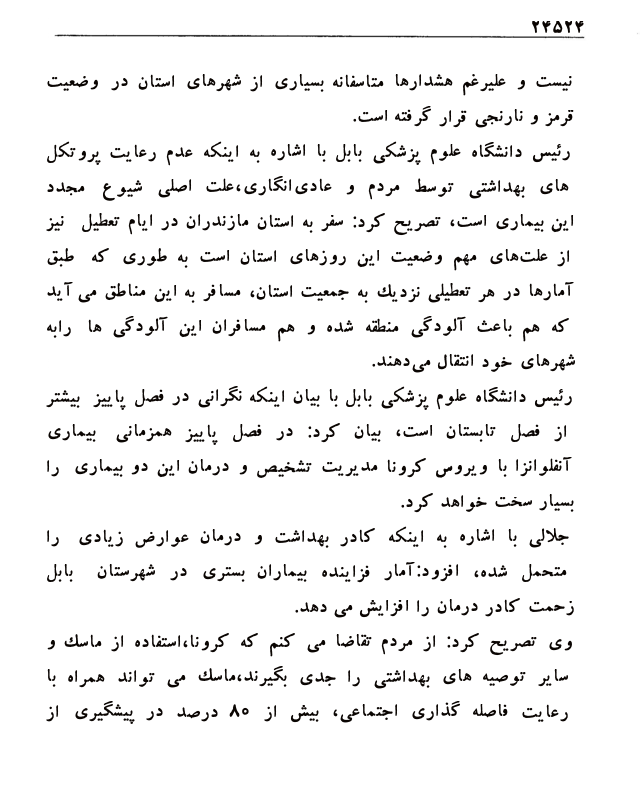 ۲۴۵۲۴
نیست و علیرغم هشدارها متاسفانه بسیاری از شهرهای استان در وضعیت
قرمز و نارنجی قرار گرفته است.
رئیس دانشگاه علوم پزشکی بابل با اشاره به اینکه عدم رعایت پروتکل
های بهداشتی توسط مردم و عادی‌انگاری،علت اصلی شیوع مجدد
این بیماری است، تصریح کرد: سفر به استان مازندران در ایام تعطیل نیز
از علت‌های مهم وضعیت این روزهای استان است به طوری که طبق
آمارها در هر تعطیلی نزدیك به جمعیت استان، مسافر به این مناطق می آید
که هم باعث آلودگی منطقه شده و هم مسافران این آلودگی ها رابه
شهرهای خود انتقال می‌دهند.
رئیس دانشگاه علوم پزشکی بابل با بیان اینکه نگرانی در فصل پاییز بیشتر
از فصل تابستان است، بیان کرد: در فصل پاییز همزمانی بیماری
آنفلوانزا با ویروس کرونا مدیریت تشخیص و درمان این دو بیماری را
بسیار سخت خواهد کرد.
جلالی با اشاره به اینکه کادر بهداشت و درمان عوارض زیادی را
متحمل شده، افزود:آمار فزاینده بیماران بستری در شهرستان بابل
زحمت کادر درمان را افزایش می دهد.
وی تصریح کرد: از مردم تقاضا می کنم که کرونا،استفاده از ماسك و
سایر توصیه های بهداشتی را جدی بگیرند،ماسك می تواند همراه با
رعایت فاصله گذاری اجتماعی، بیش از ۸۰ درصد در پیشگیری از